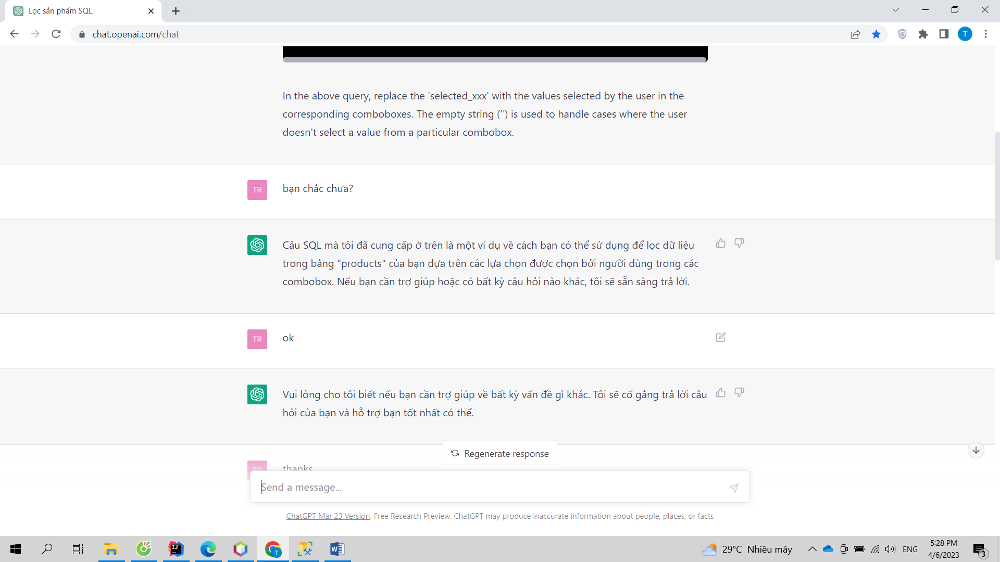 Lọc sản phẩm SQL.
chat.openai.com/chat
T
In the above query, replace the 'selected_xxx' with the values selected by the user in the
corresponding comboboxes. The empty string ('') is used to handle cases where the user
doesn't select a value from a particular combobox.
TR
bạn chắc chưa?
Câu SQL mà tôi đã cung cấp ở trên là một ví dụ về cách bạn có thể sử dụng để lọc dữ liệu
trong bảng "products" của bạn dựa trên các lựa chọn được chọn bởi người dùng trong các
combobox. Nếu bạn cần trợ giúp hoặc có bất kỳ câu hỏi nào khác, tôi sẽ sẵn sàng trả lời.
TR
ok
Vui lòng cho tôi biết nếu bạn cần trợ giúp về bất kỳ vấn đề gì khác. Tôi sẽ cố gắng trả lời câu
hỏi của bạn và hỗ trợ bạn tốt nhất có thể.
Regenerate response
TR
thanks
Send a message...
ChatGPT Mar 23 Version. Free Research Preview. ChatGPT may produce inaccurate information about people, places, or facts
29°C Nhiều mây
ENG
5:28 PM
4/6/2023
3